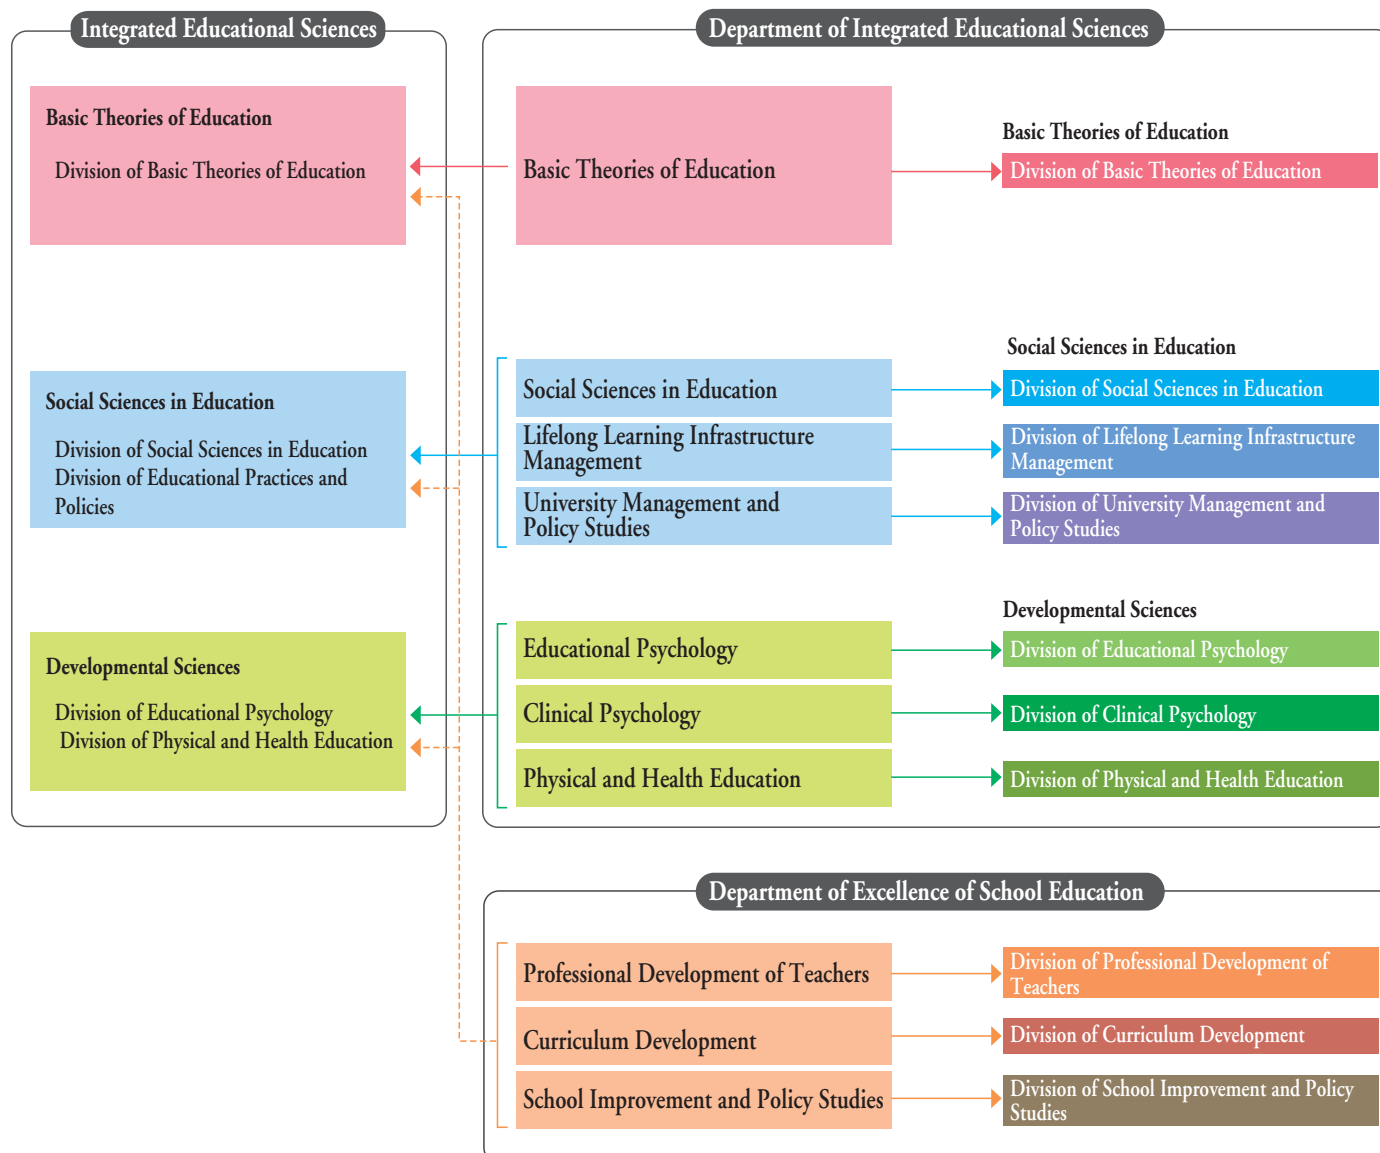 Integrated Educational Sciences
Basic Theories of Education
Division of Basic Theories of Education
Social Sciences in Education
Division of Social Sciences in Education
Division of Educational Practices and
Policies
Developmental Sciences
Division of Educational Psychology
Division of Physical and Health Education
Department of Integrated Educational Sciences
Basic Theories of Education
Basic Theories of Education
Division of Basic Theories of Education
Social Sciences in Education
Lifelong Learning Infrastructure
Management
University Management and
Policy Studies
Social Sciences in Education
Division of Social Sciences in Education
Division of Lifelong Learning Infrastructure
Management
Division of University Management and
Policy Studies
Educational Psychology
Clinical Psychology
Physical and Health Education
Developmental Sciences
Division of Educational Psychology
Division of Clinical Psychology
Division of Physical and Health Education
Department of Excellence of School Education
Professional Development of Teachers
Curriculum Development
School Improvement and Policy Studies
Division of Professional Development of
Teachers
Division of Curriculum Development
Division of School Improvement and Policy
Studies